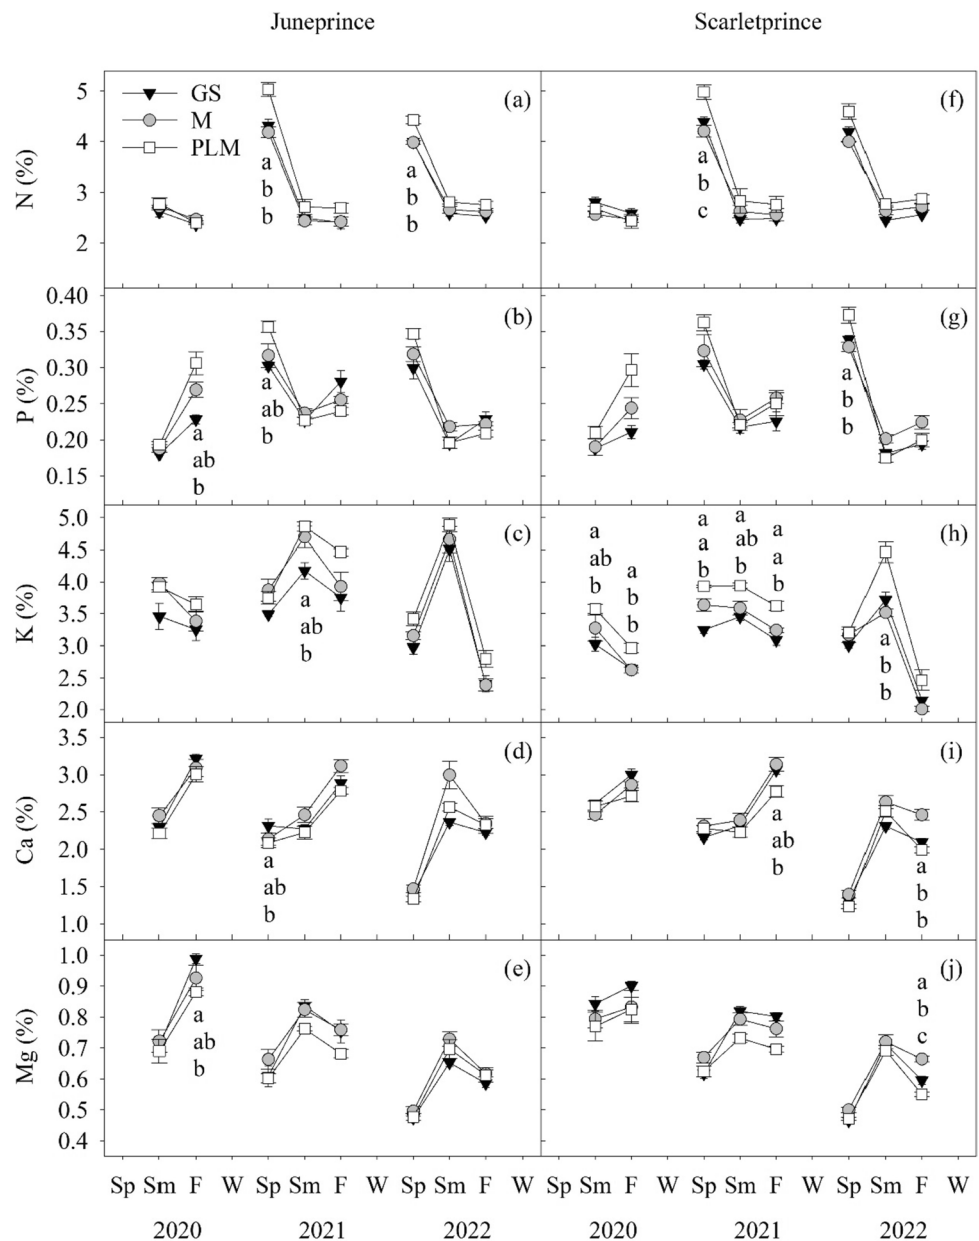 Juneprince Scarletprince
GS
M
PLM
(a)
(f)
N (%)
5
4
3
2
a
b
b
a
b
b
a
b
c
(b)
(g)
P (%)
0.40
0.35
0.30
0.25
0.20
0.15
a
ab
b
a
ab
b
a
b
b
(c)
(h)
K (%)
5.0
4.5
4.0
3.5
3.0
2.5
2.0
a
ab
b
a
ab
b
a
b
b
a
a
b
a
ab
b
a
a
b
a
b
b
(d)
(i)
Ca (%)
3.5
3.0
2.5
2.0
1.5
1.0
a
ab
b
a
ab
b
a
b
b
(e)
(j)
Mg (%)
1.0
0.9
0.8
0.7
0.6
0.5
0.4
a
ab
b
a
b
c
Sp Sm F W Sp Sm F W Sp Sm F W Sp Sm F W Sp Sm F W Sp Sm F W
2020 2021 2022 2020 2021 2022